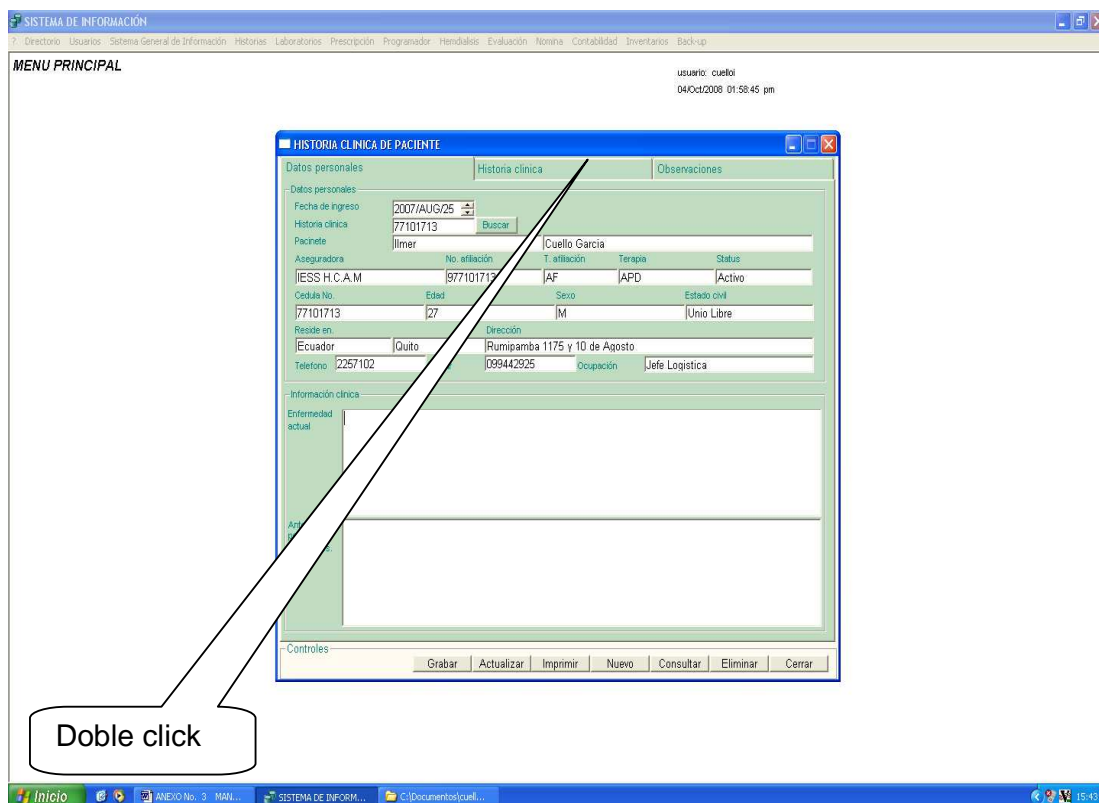 SISTEMA DE INFORMACIÓN
? Directorio Usuarios Sistema General de Información Historias Laboratorios Prescripción Programador Hemdialisis Evaluación Nomina Contabilidad Inventarios Back-up
MENU PRINCIPAL
usuario: cuelloi
04/Oct/2008 01:58:45 pm
HISTORIA CLINICA DE PACIENTE
Datos personales Historia clinica Observaciones
Datos personales
Fecha de ingreso 2007/AUG/25
Historia clinica 77101713 Buscar
Pacinete Ilmer Cuello Garcia
Aseguradora No. afiliación T. afiliación Terapia Status
IESS H.C.A.M 977101713 AF APD Activo
Cedula No. Edad Sexo Estado civil
77101713 27 M Unio Libre
Reside en. Dirección
Ecuador Quito Rumipamba 1175 y 10 de Agosto
Telefono 2257102 099442925 Ocupación Jefe Logistica
Información clinica
Enfermedad
actual
Controles
Grabar Actualizar Imprimir Nuevo Consultar Eliminar Cerrar
Doble click
Inicio ANEXO No. 3 MAN... SISTEMA DE INFORM... C:\Documentos\cuell... 15:43